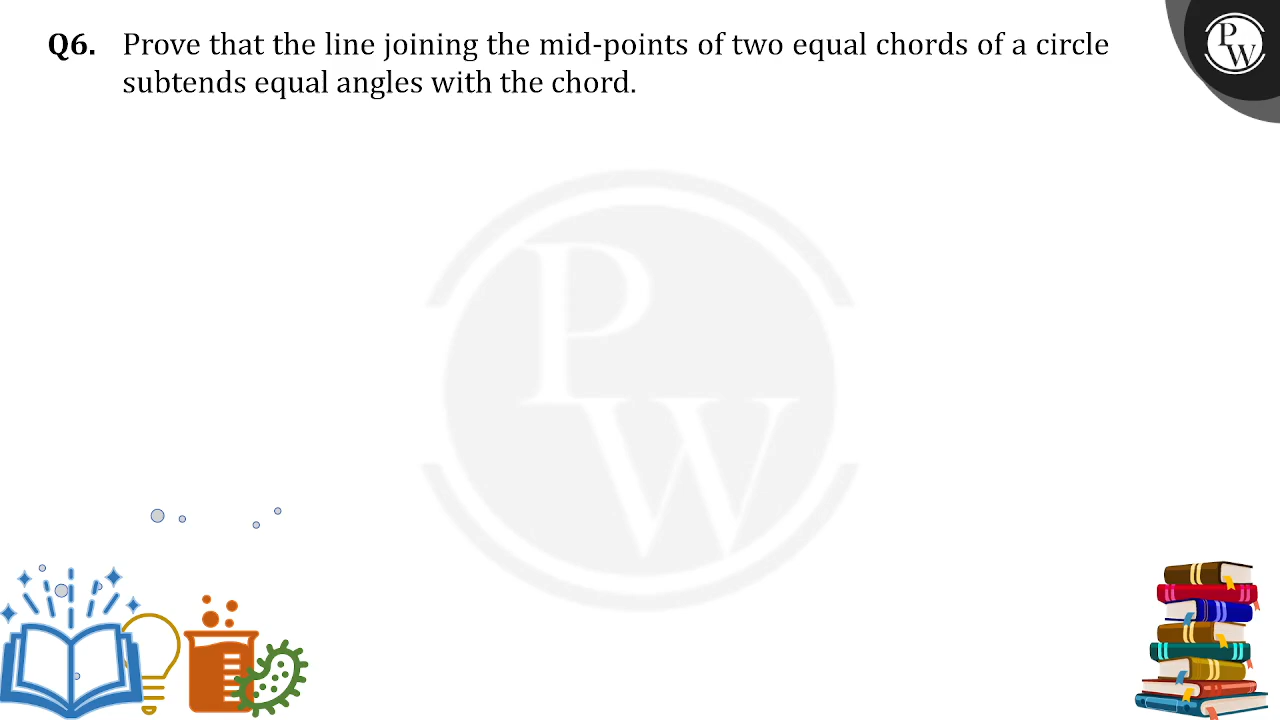 Q6. Prove that the line joining the mid-points of two equal chords of a circle
subtends equal angles with the chord.
P
W
P
W